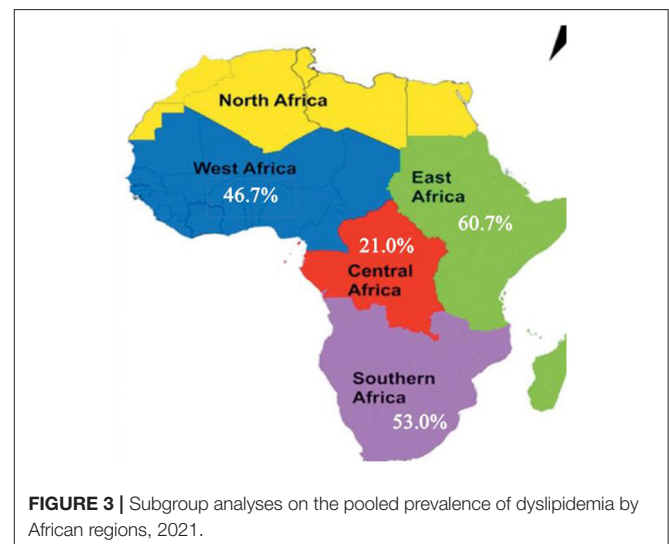 North Africa
West Africa
46.7%
East
Africa
60.7%
21.0%
Central
Africa
Southern
Africa
53.0%
FIGURE 3 | Subgroup analyses on the pooled prevalence of dyslipidemia by
African regions, 2021.